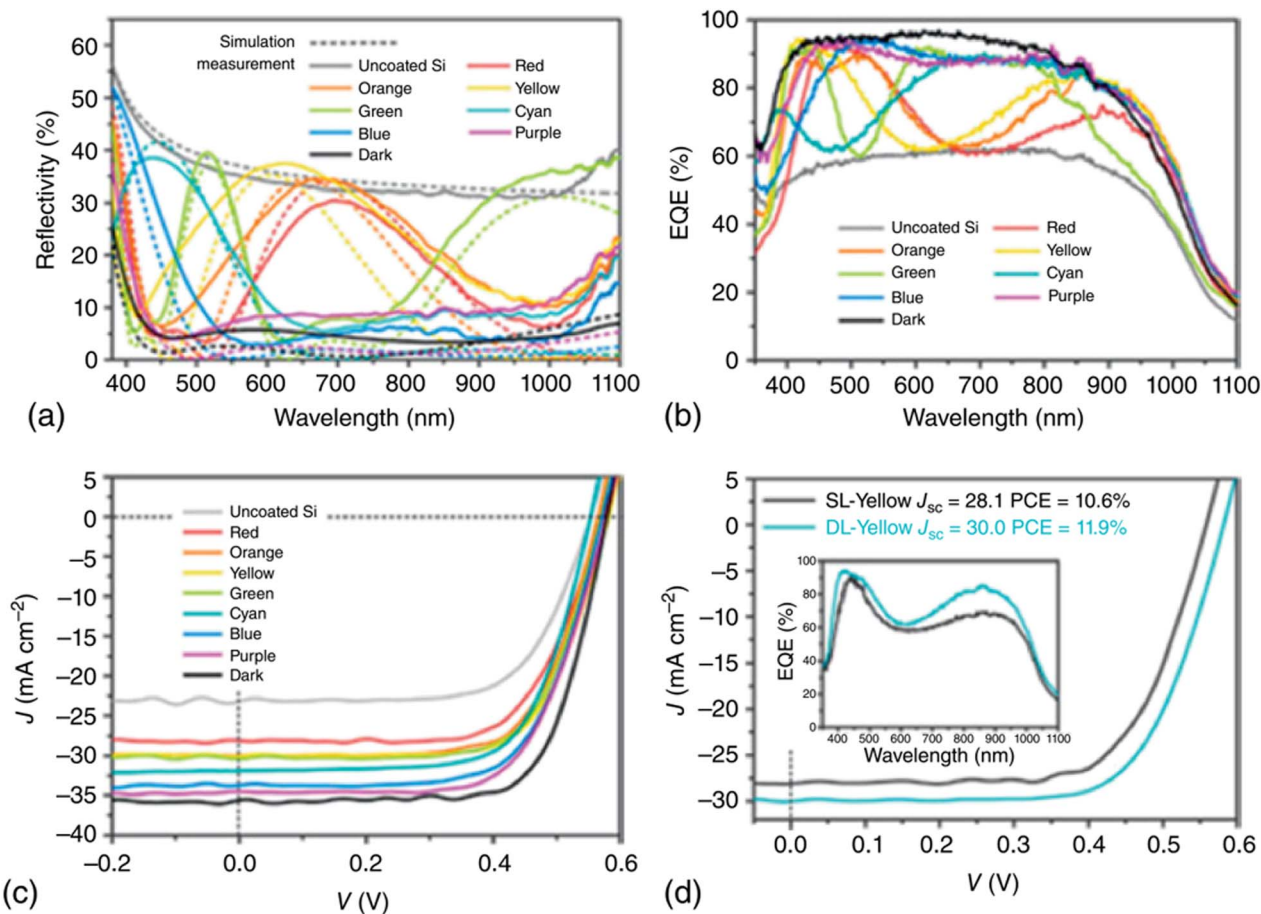 60
50
40
30
20
10
0
Reflectivity (%)
Simulation
measurement
Uncoated Si
Red
Orange
Yellow
Green
Cyan
Blue
Purple
Dark
400 500 600 700 800 900 1000 1100
Wavelength (nm)
(a)
100
80
60
40
20
0
EQE (%)
Uncoated Si
Red
Orange
Yellow
Green
Cyan
Blue
Purple
Dark
400 500 600 700 800 900 1000 1100
Wavelength (nm)
(b)
5
0
−5
−10
−15
−20
−25
−30
−35
−40
J (mA cm−2)
Uncoated Si
Red
Orange
Yellow
Green
Cyan
Blue
Purple
Dark
−0.2 0.0 0.2 0.4 0.6
V (V)
(c)
5
0
−5
−10
−15
−20
−25
−30
J (mA cm−2)
SL-Yellow Jsc = 28.1 PCE = 10.6%
DL-Yellow Jsc = 30.0 PCE = 11.9%
100
80
60
40
20
0
EQE (%)
400 500 600 700 800 900 1000 1100
Wavelength (nm)
0.0 0.1 0.2 0.3 0.4 0.5 0.6
V (V)
(d)